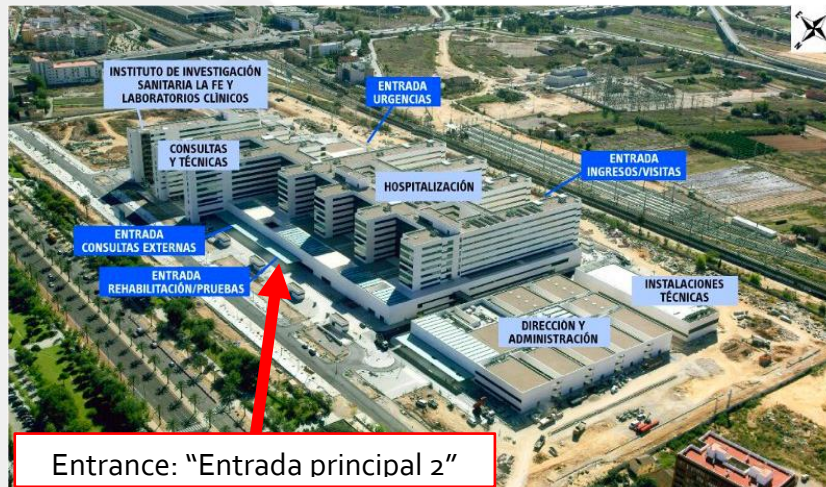 INSTITUTO DE INVESTIGACIÓN
SANITARIA LA FE Y
LABORATORIOS CLÍNICOS
ENTRADA
URGENCIAS
CONSULTAS
Y TÉCNICAS
HOSPITALIZACIÓN
ENTRADA
INGRESOS/VISITAS
ENTRADA
CONSULTAS EXTERNAS
ENTRADA
REHABILITACIÓN/PRUEBAS
INSTALACIONES
TÉCNICAS
DIRECCIÓN Y
ADMINISTRACIÓN
Entrance: “Entrada principal 2”